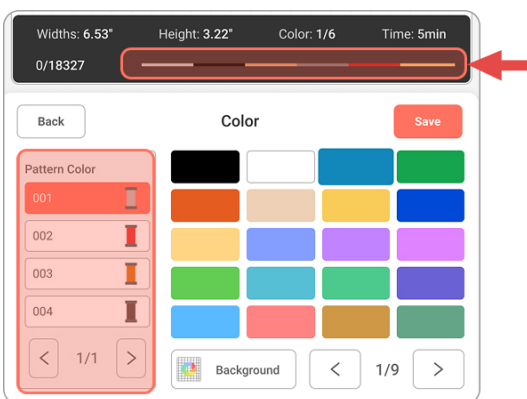 Widths: 6.53" Height: 3.22" Color: 1/6 Time: 5min
0/18327
Back Color Save
Pattern Color
001
002
003
004
< 1/1 >
Background < 1/9 >